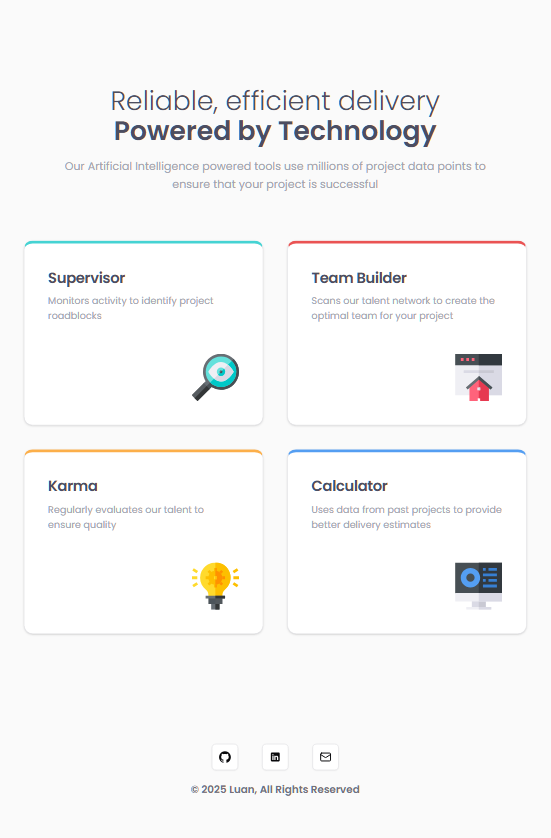 Reliable, efficient delivery
Powered by Technology
Our Artificial Intelligence powered tools use millions of project data points to
ensure that your project is successful
Supervisor
Monitors activity to identify project
roadblocks
Team Builder
Scans our talent network to create the
optimal team for your project
Karma
Regularly evaluates our talent to
ensure quality
Calculator
Uses data from past projects to provide
better delivery estimates
© 2025 Luan, All Rights Reserved